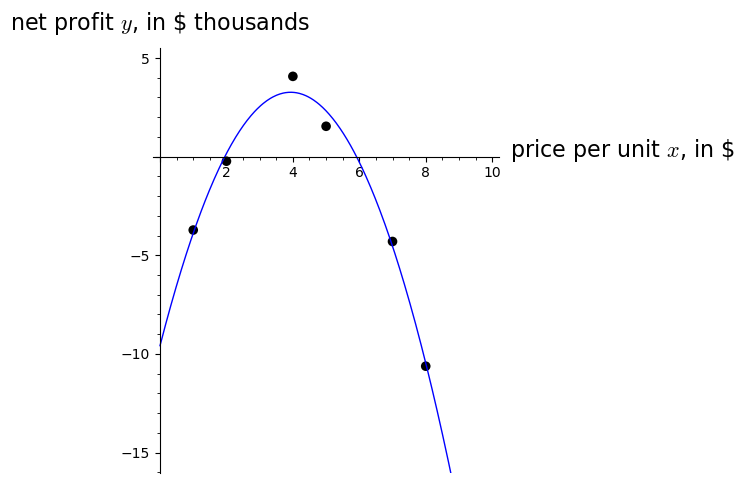 net profit y, in $ thousands
5
price per unit x, in $
2 4 6 8 10
−5
−10
−15